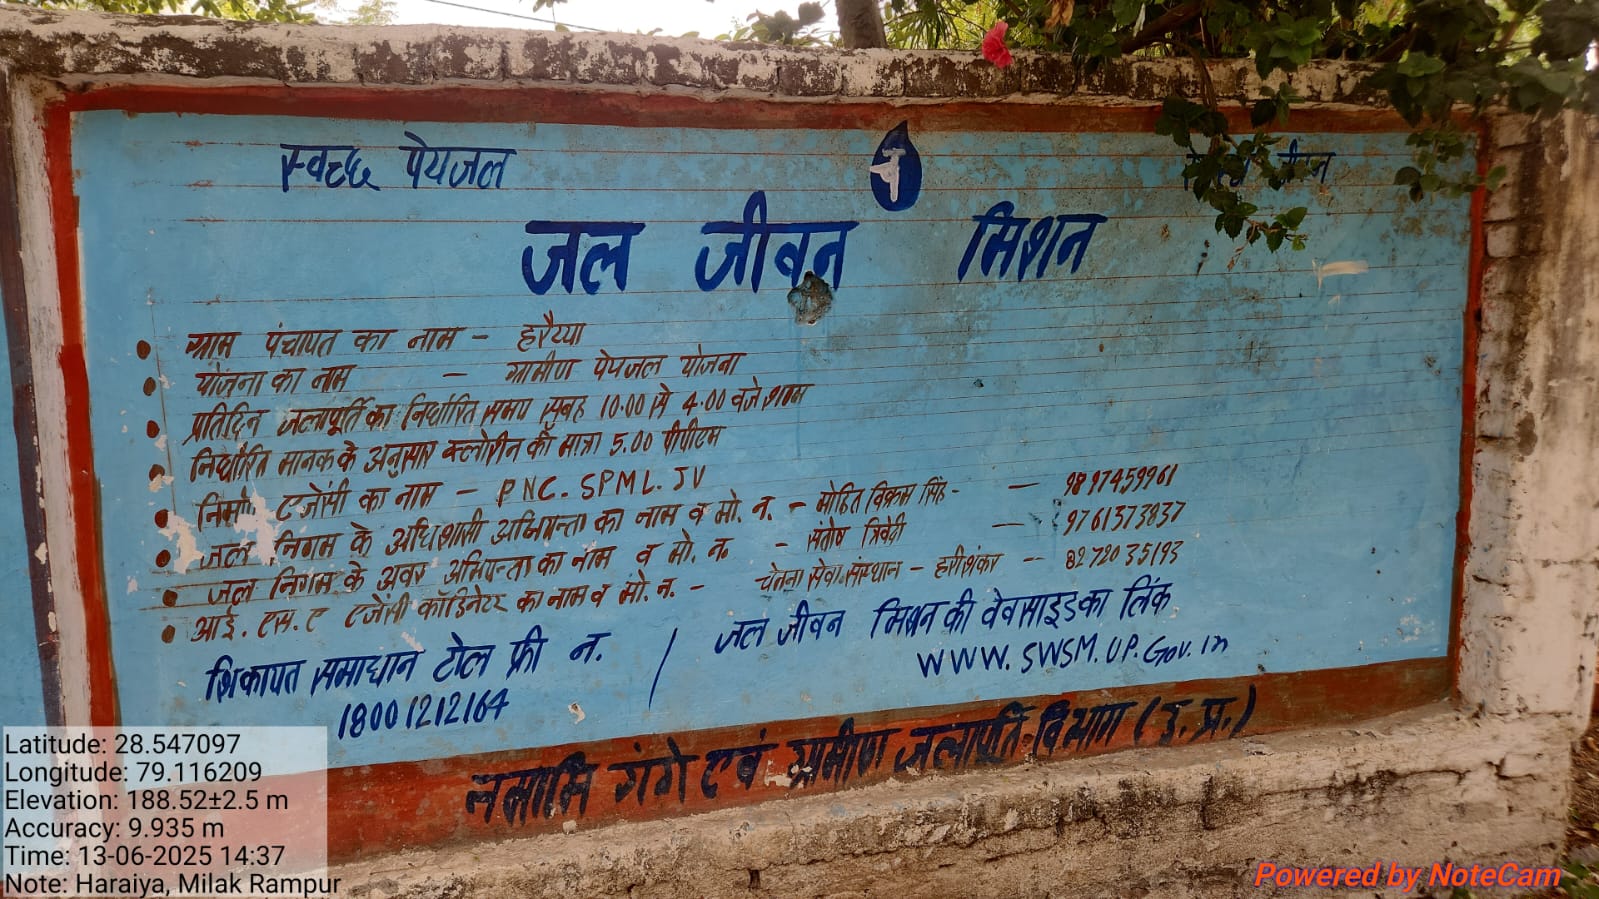 स्वच्छ पेयजल
जल जीवन मिशन
ग्राम पंचायत का नाम - हरैय्या
योजना का नाम - ग्रामीण पेयजल योजना
प्रतिदिन जलापूर्ति का निर्धारित समय सुबह 10.00 से 4.00 बजे शाम
निर्धारित मानक के अनुसार क्लोरीन की मात्रा 5.00 पीपीएम
एजेंसी का नाम - PNC. SPML. JV
जल निगम के अधिशासी अभियन्ता का नाम व मो. न. - मोहित विक्रम सिंह - - 9897459961
जल निगम के अवर अभियन्ता का नाम व मो. न. - संतोष त्रिवेदी - 9761373837
आई. एस. ए एजेंसी कॉडिनेटर का नाम व मो. न. - चेतना सेवा संस्थान - हरीशंकर -- 8272035193
शिकायत समाधान टोल फ्री न. / जल जीवन मिशन की वेवसाइड का लिंक
18001212164 WWW.SWSM.UP.Gov.in
नमामि गंगे एवं ग्रामीण जलापूर्ति विभाग (उ. प्र.)
Latitude: 28.547097
Longitude: 79.116209
Elevation: 188.52±2.5 m
Accuracy: 9.935 m
Time: 13-06-2025 14:37
Note: Haraiya, Milak Rampur
Powered by NoteCam